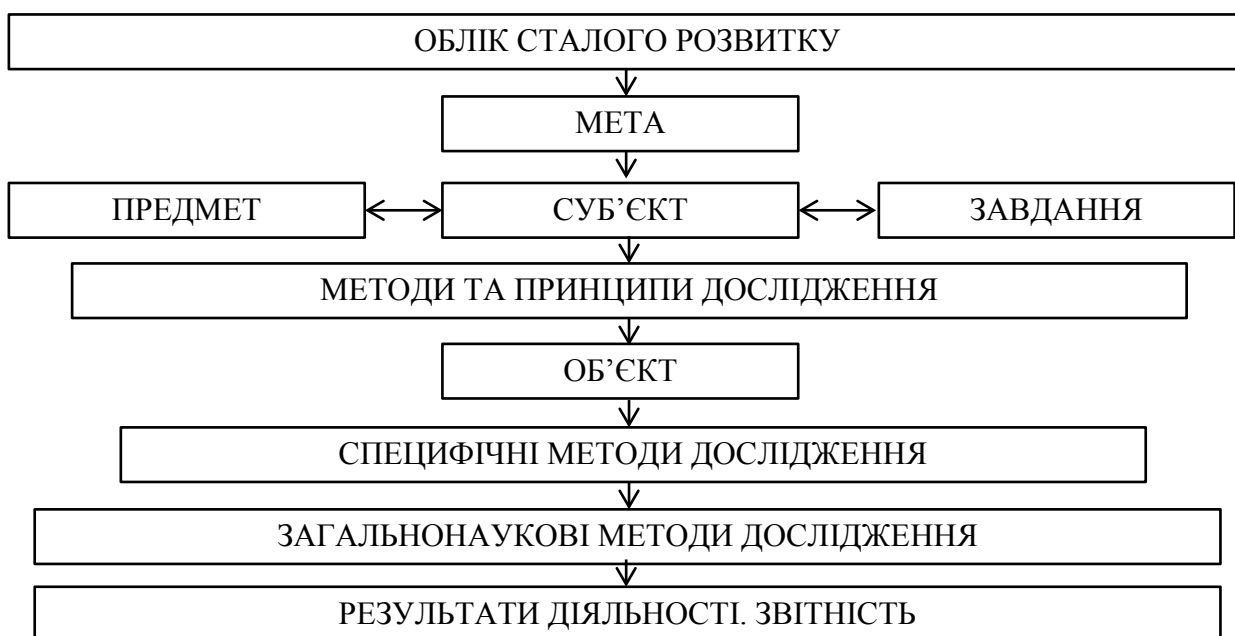 ОБЛІК СТАЛОГО РОЗВИТКУ
МЕТА
ПРЕДМЕТ
СУБ’ЄКТ
ЗАВДАННЯ
МЕТОДИ ТА ПРИНЦИПИ ДОСЛІДЖЕННЯ
ОБ’ЄКТ
СПЕЦИФІЧНІ МЕТОДИ ДОСЛІДЖЕННЯ
ЗАГАЛЬНОНАУКОВІ МЕТОДИ ДОСЛІДЖЕННЯ
РЕЗУЛЬТАТИ ДІЯЛЬНОСТІ. ЗВІТНІСТЬ